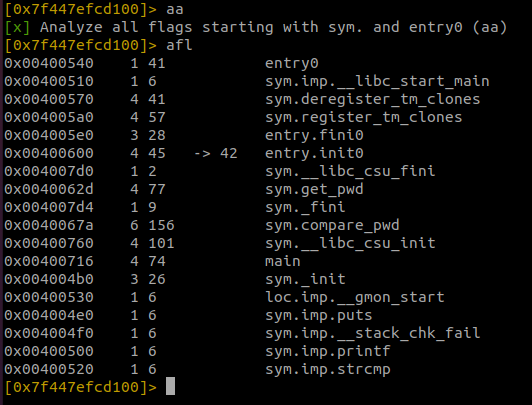 [0x7f447efcd100]> aa
[x] Analyze all flags starting with sym. and entry0 (aa)
[0x7f447efcd100]> afl
0x00400540    1 41           entry0
0x00400510    1 6            sym.imp.__libc_start_main
0x00400570    4 41           sym.deregister_tm_clones
0x004005a0    4 57           sym.register_tm_clones
0x004005e0    3 28           entry.fini0
0x00400600    4 45   -> 42   entry.init0
0x004007d0    1 2            sym.__libc_csu_fini
0x0040062d    4 77           sym.get_pwd
0x004007d4    1 9            sym._fini
0x0040067a    6 156          sym.compare_pwd
0x00400760    4 101          sym.__libc_csu_init
0x00400716    4 74           main
0x004004b0    3 26           sym._init
0x00400530    1 6            loc.imp.__gmon_start
0x004004e0    1 6            sym.imp.puts
0x004004f0    1 6            sym.imp.__stack_chk_fail
0x00400500    1 6            sym.imp.printf
0x00400520    1 6            sym.imp.strcmp
[0x7f447efcd100]>